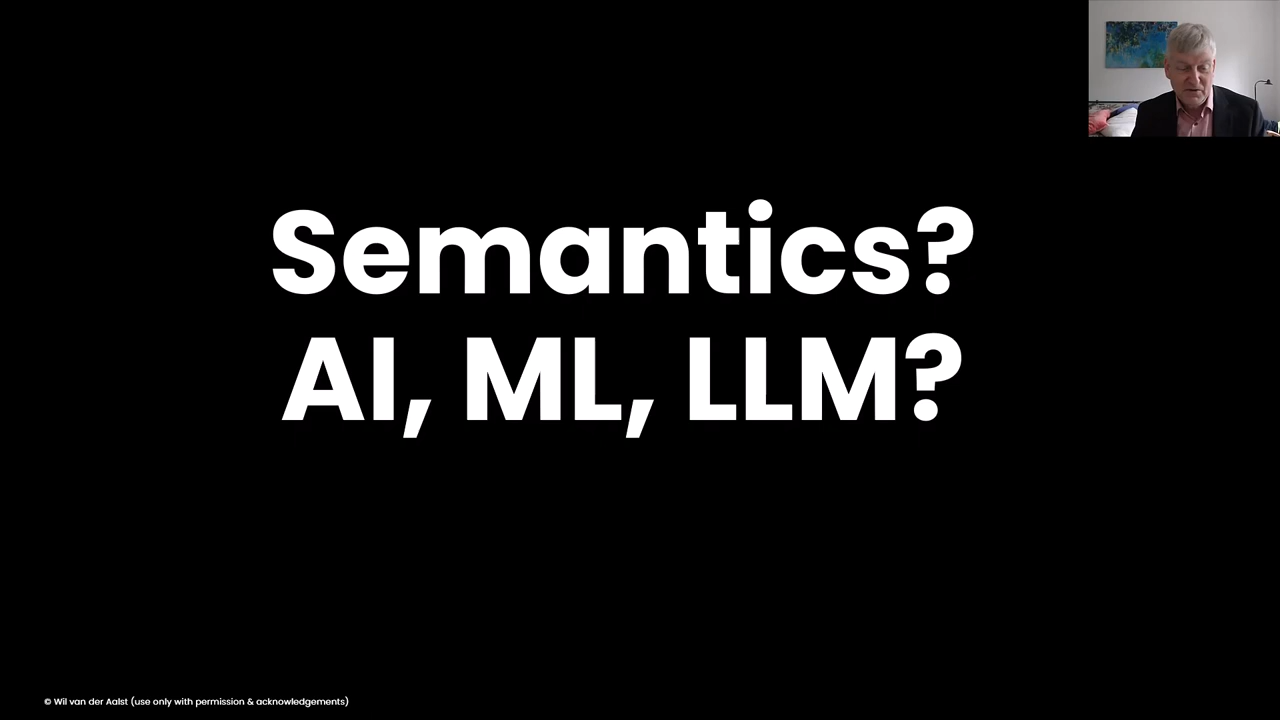 Semantics?
AI, ML, LLM?
© Wil van der Aalst (use only with permission & acknowledgements)